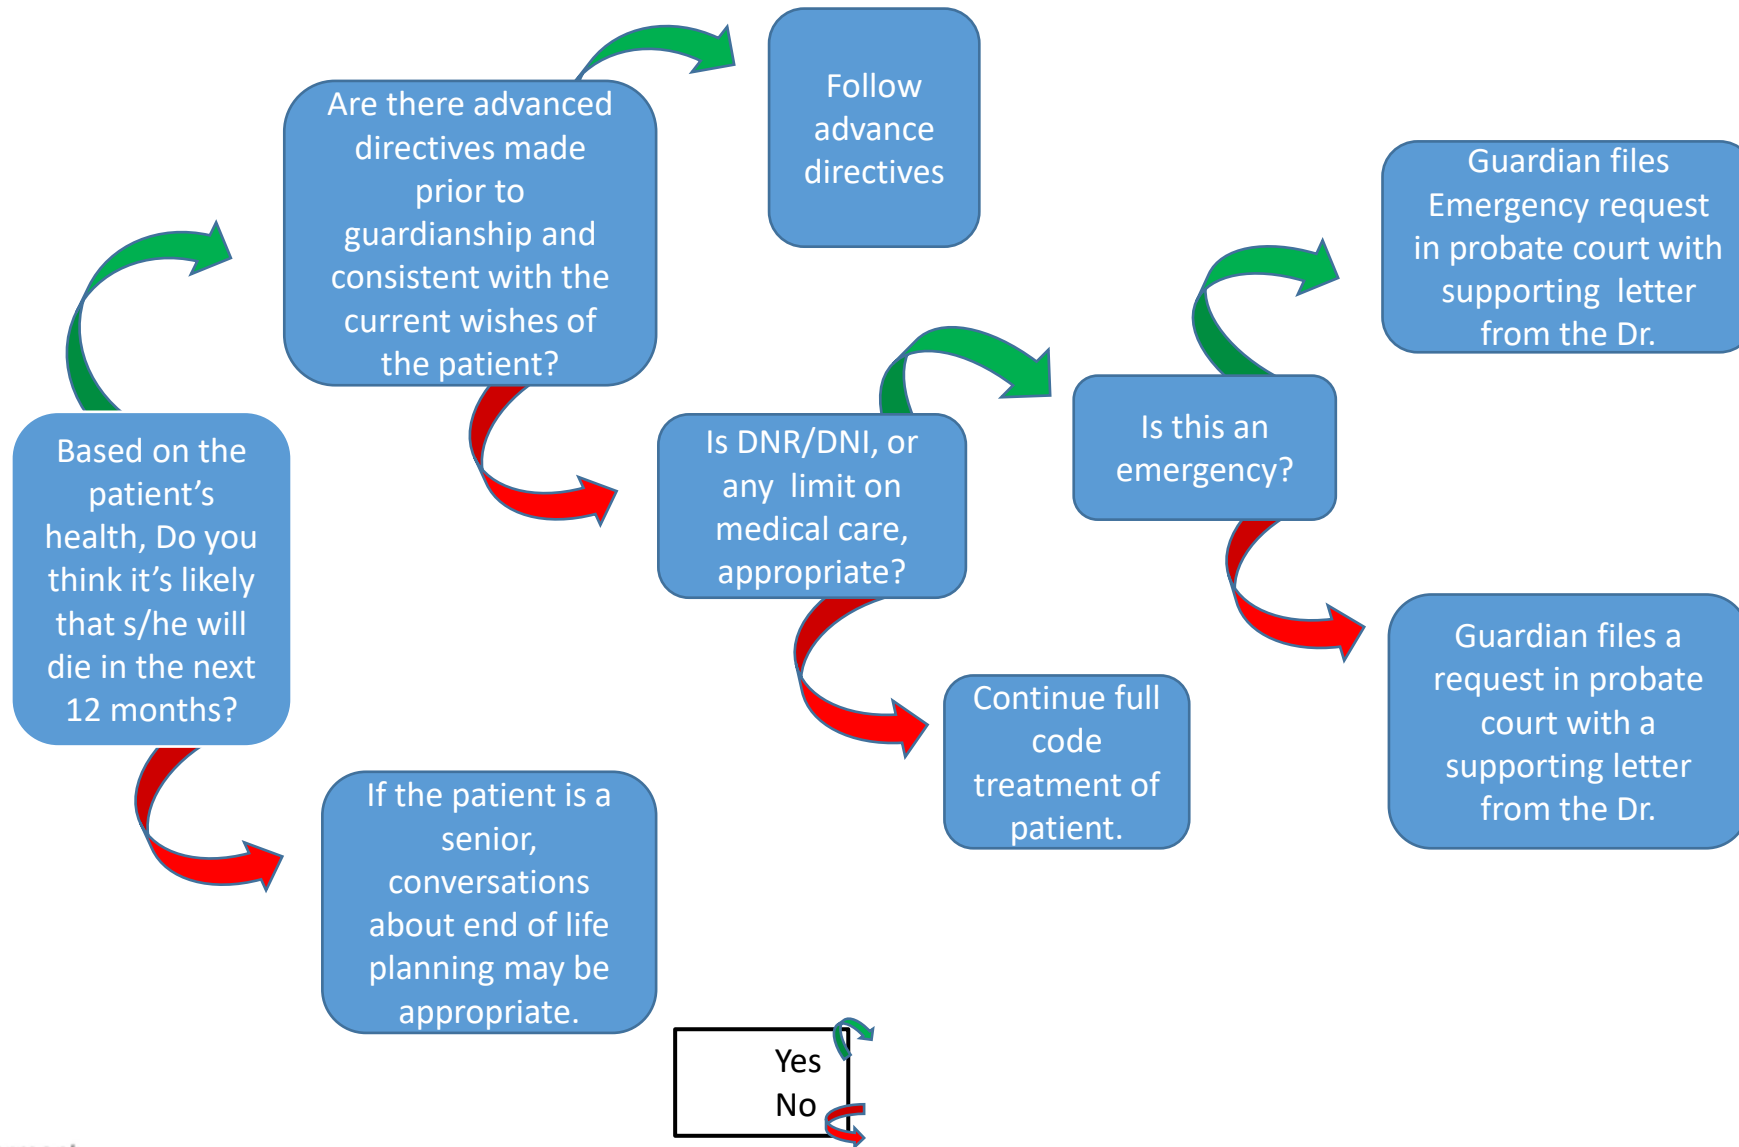 Based on the
patient’s
health, Do you
think it’s likely
that s/he will
die in the next
12 months?
Are there advanced
directives made
prior to
guardianship and
consistent with the
current wishes of
the patient?
Follow
advance
directives
If the patient is a
senior,
conversations
about end of life
planning may be
appropriate.
Is DNR/DNI, or
any limit on
medical care,
appropriate?
Continue full
code
treatment of
patient.
Is this an
emergency?
Guardian files
Emergency request
in probate court with
supporting letter
from the Dr.
Guardian files a
request in probate
court with a
supporting letter
from the Dr.
Yes
No